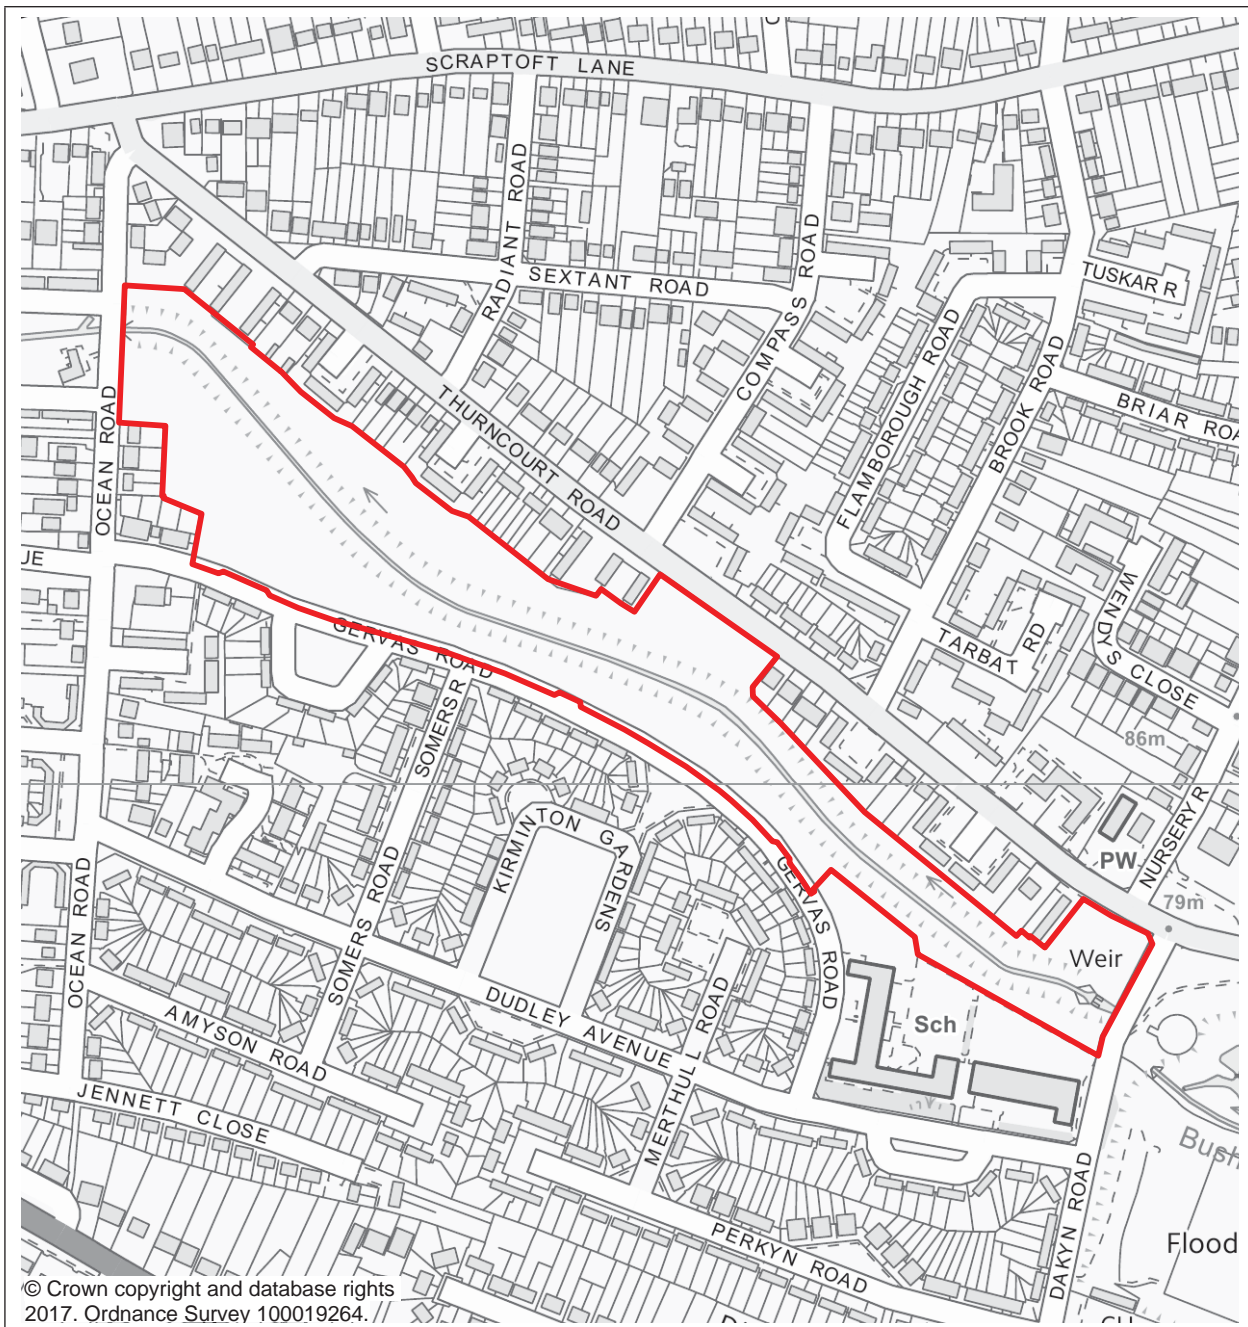 SCRAPTOFT LANE
RADIANT ROAD
COMPASS ROAD
SEXTANT ROAD
TUSKAR R
OCEAN ROAD
THURNCOURT ROAD
FLAMBOROUGH ROAD
BROOK ROAD
BRIAR ROA
UE
GERVAS ROAD
SOMERS R
TARBAT RD
WENDY S CLOSE
86m
KIRMINTON GARDENS
NURSERY R
PW
79m
OCEAN ROAD
SOMERS ROAD
GERVAS ROAD
Weir
Sch
DUDLEY AVENUE
AMYSON ROAD
MERTHULL ROAD
JENNETT CLOSE
Bush
PERKYN ROAD
DAKYN ROAD
Flood
© Crown copyright and database rights
2017. Ordnance Survey 100019264.